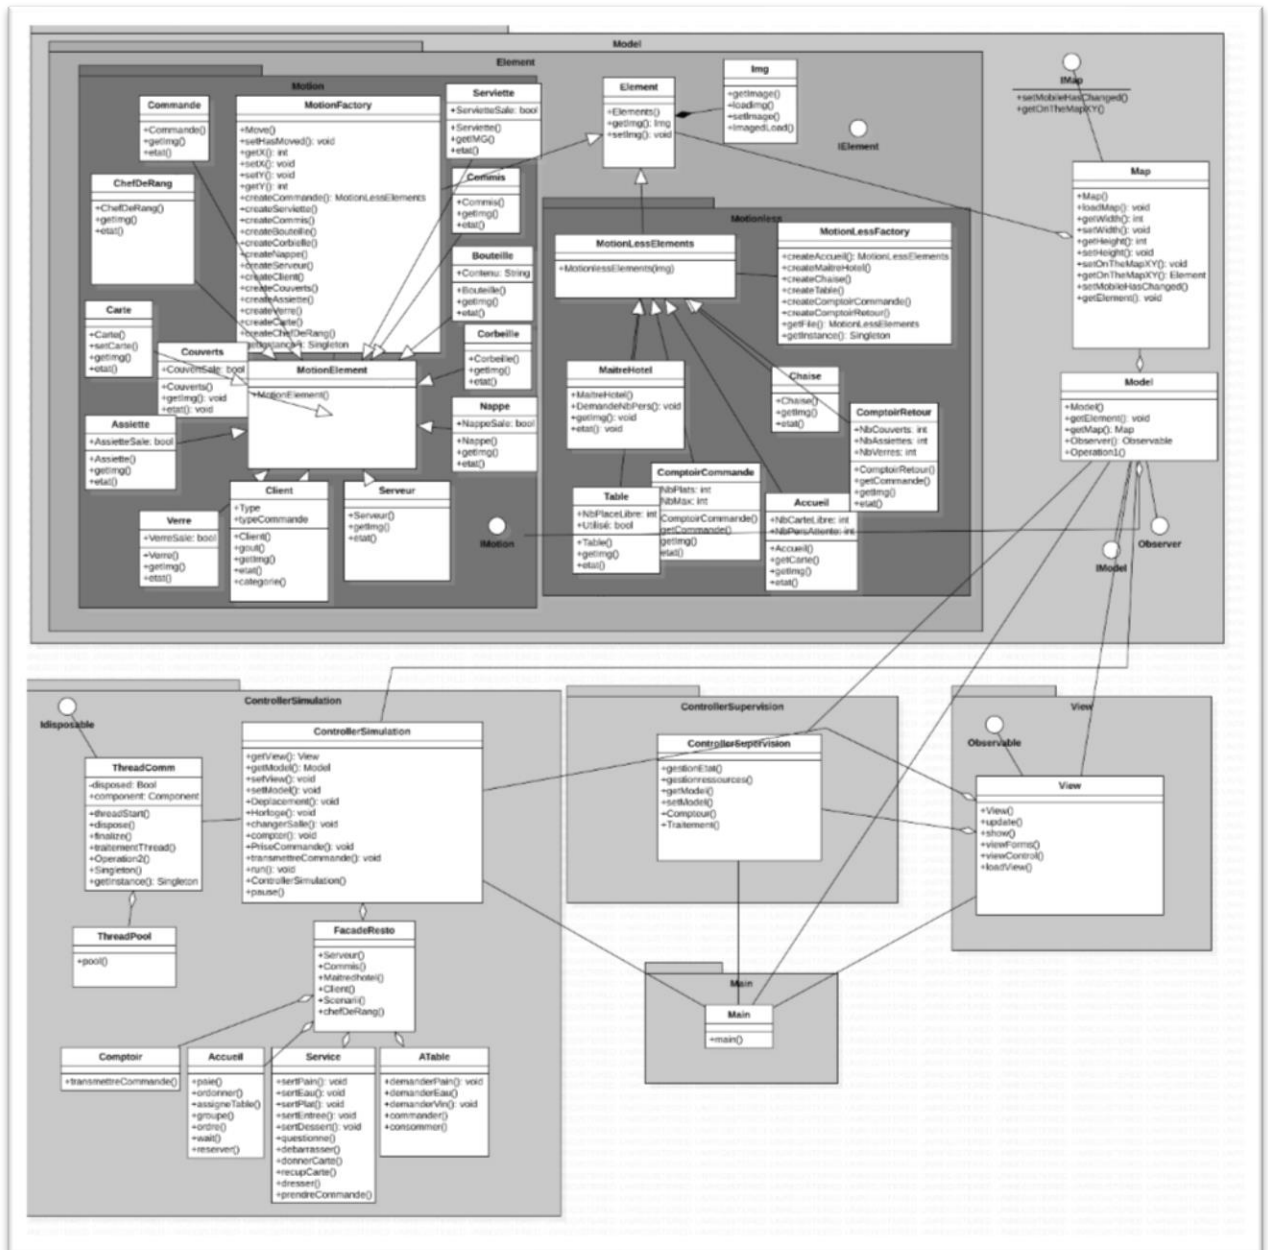 Model
Element
Motion
Commande
+Commande()
+getImg()
+etat()
ChefDeRang
+ChefDeRang()
+getImg()
+etat()
MotionFactory
+Move()
+setHasMoved(): void
+getX(): int
+setX(): void
+setY(): void
+getY(): int
+createCommande(): MotionLessElements
+createServiette()
+createCommis()
+createBouteille()
+createCorbielle()
+createNappe()
+createServeur()
+createClient()
+createCouverts()
+createAssiette()
+createVerre()
+createCarte()
+createChefDeRang()
+getInstance(): Singleton
Serviette
+ServietteSale: bool
+Serviette()
+getIMG()
+etat()
Commis
+Commis()
+getImg()
+etat()
Bouteille
+Contenu: String
+Bouteille()
+getImg()
+etat()
Corbeille
+Corbeille()
+getImg()
+etat()
Nappe
+NappeSale: bool
+Nappe()
+getImg()
+etat()
Carte
+Carte()
+setCarte()
+getImg()
+etat()
Couverts
+CouvertSale: bool
+Couverts()
+getImg(): void
+etat(): void
MotionElement
+MotionElement()
Assiette
+AssietteSale: bool
+Assiette()
+getImg()
+etat()
Verre
+VerreSale: bool
+Verre()
+getImg()
+etat()
Client
+Type
+typeCommande
+Client()
+gout()
+getImg()
+etat()
+categorie()
Serveur
+Serveur()
+getImg()
+etat()
IMotion
Element
+Elements()
+getImg(): Img
+setImg(): void
Img
+getImage()
+loadImg()
+setImage()
+ImagedLoad()
IElement
Motionless
MotionLessElements
+MotionlessElements(img)
MotionLessFactory
+createAccueil(): MotionLessElements
+createMaitreHotel()
+createChaise()
+createTable()
+createComptoirCommande()
+createComptoirRetour()
+getFile(): MotionLessElements
+getInstance(): Singleton
MaitreHotel
+MaitreHotel()
+DemandeNbPers(): void
+getImg(): void
+etat(): void
Chaise
+Chaise()
+getImg()
+etat()
ComptoirRetour
+NbCouverts: int
+NbAssiettes: int
+NbVerres: int
+ComptoirRetour()
+getCommande()
+getImg()
+etat()
ComptoirCommande
NbPlats: int
NbMax: int
ComptoirCommande()
getCommande()
getImg()
etat()
Table
+NbPlaceLibre: int
+Utilisé: bool
+Table()
+getImg()
+etat()
Accueil
+NbCarteLibre: int
+NbPersAttente: int
+Accueil()
+getCarte()
+getImg()
+etat()
IMap
+setMobileHasChanged()
+getOnTheMapXY()
Map
+Map()
+loadMap(): void
+getWidth(): int
+setWidth(): void
+getHeight(): int
+setHeight(): void
+setOnTheMapXY(): void
+getOnTheMapXY(): Element
+setMobileHasChanged()
+getElement(): void
Model
+Model()
+getElement(): void
+getMap(): Map
+Observer(): Observable
+Operation1()
IModel
Observer
ControllerSimulation
Idisposable
ThreadComm
-disposed: Bool
+component: Component
+threadStart()
+dispose()
+finalize()
+traitementThread()
+Operation2()
+Singleton()
+getInstance(): Singleton
ThreadPool
+pool()
ControllerSimulation
+getView(): View
+getModel(): Model
+setView(): void
+setModel(): void
+Deplacement(): void
+Horloge(): void
+changerSalle(): void
+compter(): void
+PriseCommande(): void
+transmettreCommande(): void
+run(): void
+ControllerSimulation()
+pause()
FacadeResto
+Serveur()
+Commis()
+Maitredhotel()
+Client()
+Scenarii()
+chefDeRang()
Comptoir
+transmettreCommande()
Accueil
+paie()
+ordonner()
+assigneTable()
+groupe()
+ordre()
+wait()
+reserver()
Service
+sertPain(): void
+sertEau(): void
+sertPlat(): void
+sertEntree(): void
+sertDessert(): void
+questionne()
+debarrasser()
+donnerCarte()
+recupCarte()
+dresser()
+prendreCommande()
ATable
+demanderPain(): void
+demanderEau()
+demanderVin(): void
+commander()
+consommer()
ControllerSupervision
ControllerSupervision
+gestionEtat()
+gestionressources()
+getModel()
+setModel()
+Compteur()
+Traitement()
View
Observable
View
+View()
+update()
+show()
+viewForms()
+viewControl()
+loadView()
Main
Main
+main()